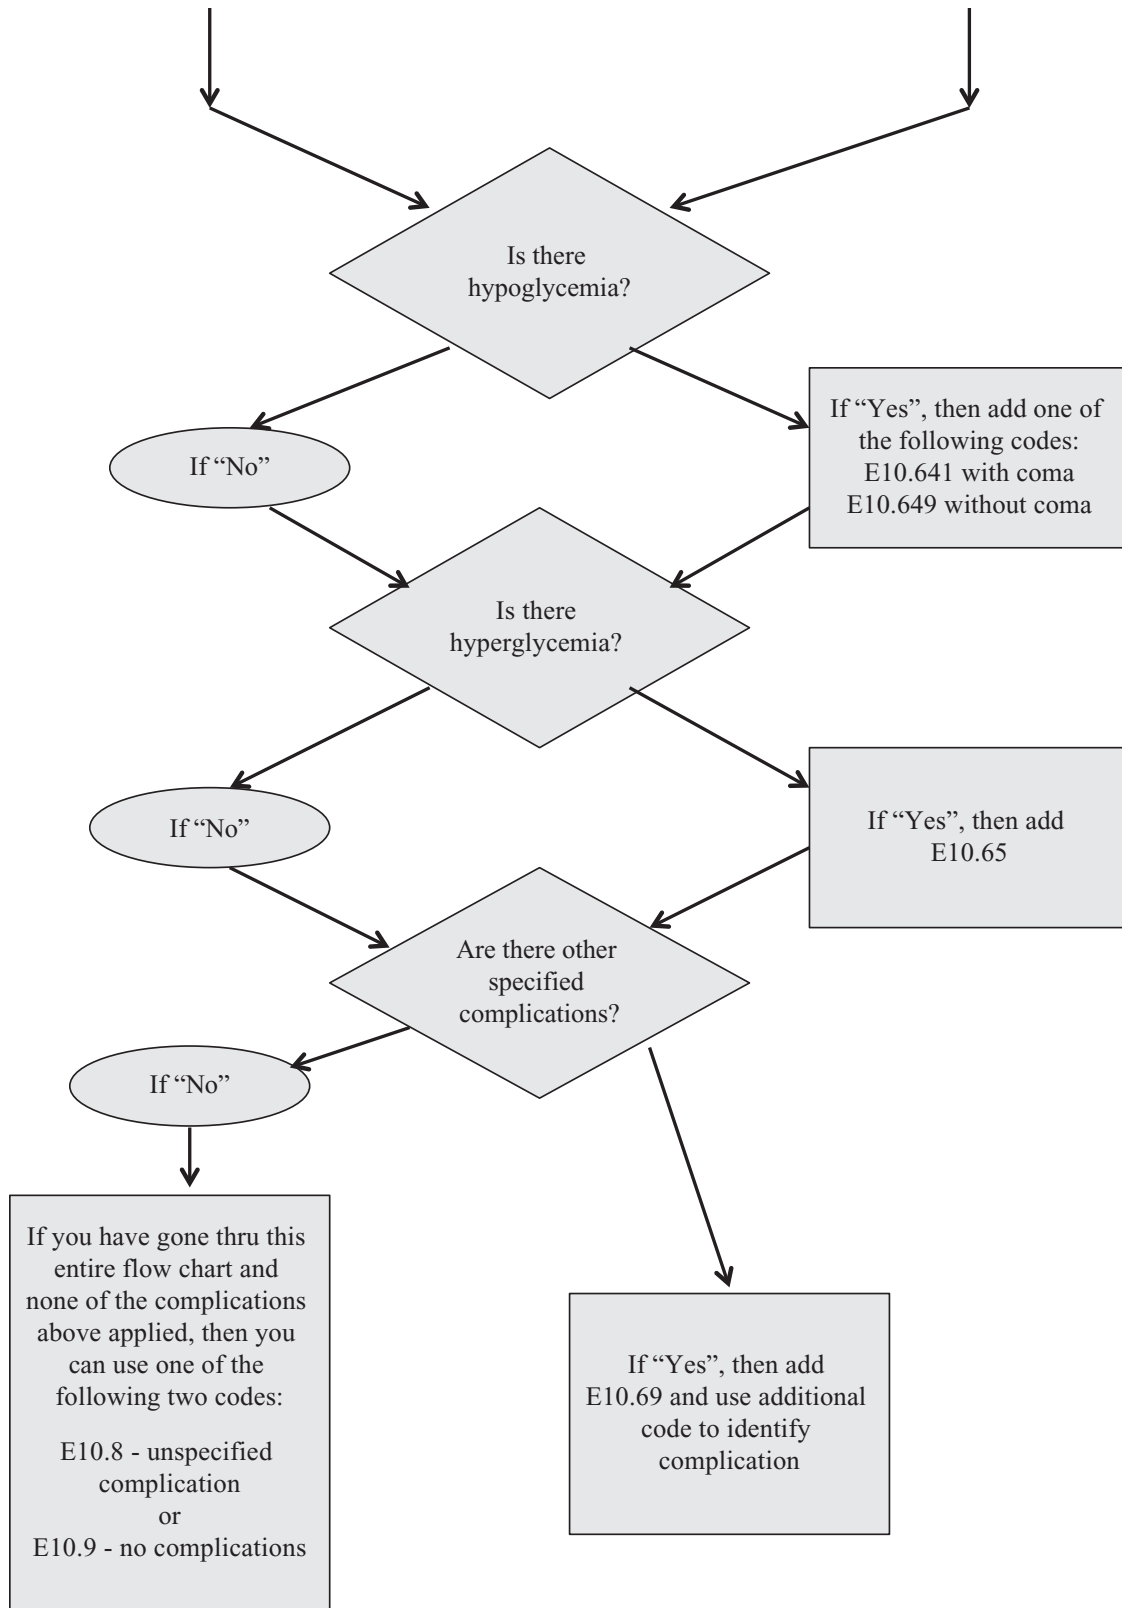 Is there
hypoglycemia?
If “Yes”, then add one of
the following codes:
E10.641 with coma
E10.649 without coma
If “No”
Is there
hyperglycemia?
If “No”
If “Yes”, then add
E10.65
Are there other
specified
complications?
If “No”
If you have gone thru this
entire flow chart and
none of the complications
above applied, then you
can use one of the
following two codes:
E10.8 - unspecified
complication
or
E10.9 - no complications
If “Yes”, then add
E10.69 and use additional
code to identify
complication